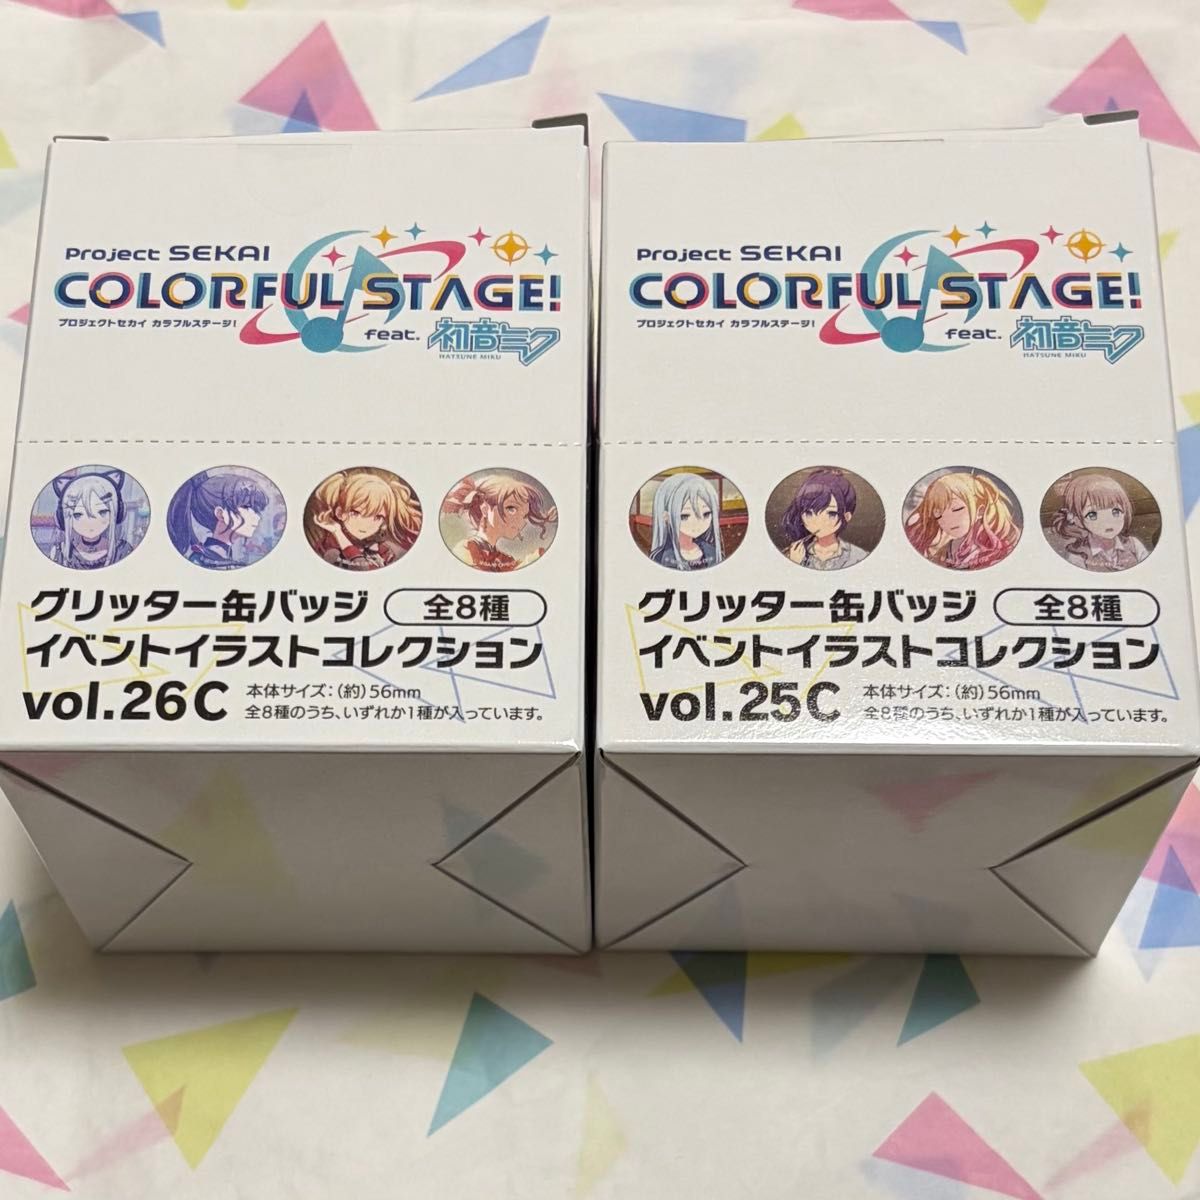 Project SEKAI
COLORFUL STAGE!
プロジェクトセカイ カラフルステージ!
feat. 初音ミク
HATSUNE MIKU
グリッター缶バッジ 全8種
イベントイラストコレクション
vol.26C 本体サイズ:(約)56mm
全8種のうち、いずれか1種が入っています。
Project SEKAI
COLORFUL STAGE!
プロジェクトセカイ カラフルステージ!
feat. 初音ミク
HATSUNE MIKU
グリッター缶バッジ 全8種
イベントイラストコレクション
vol.25C 本体サイズ:(約)56mm
全8種のうち、いずれか1種が入っています。